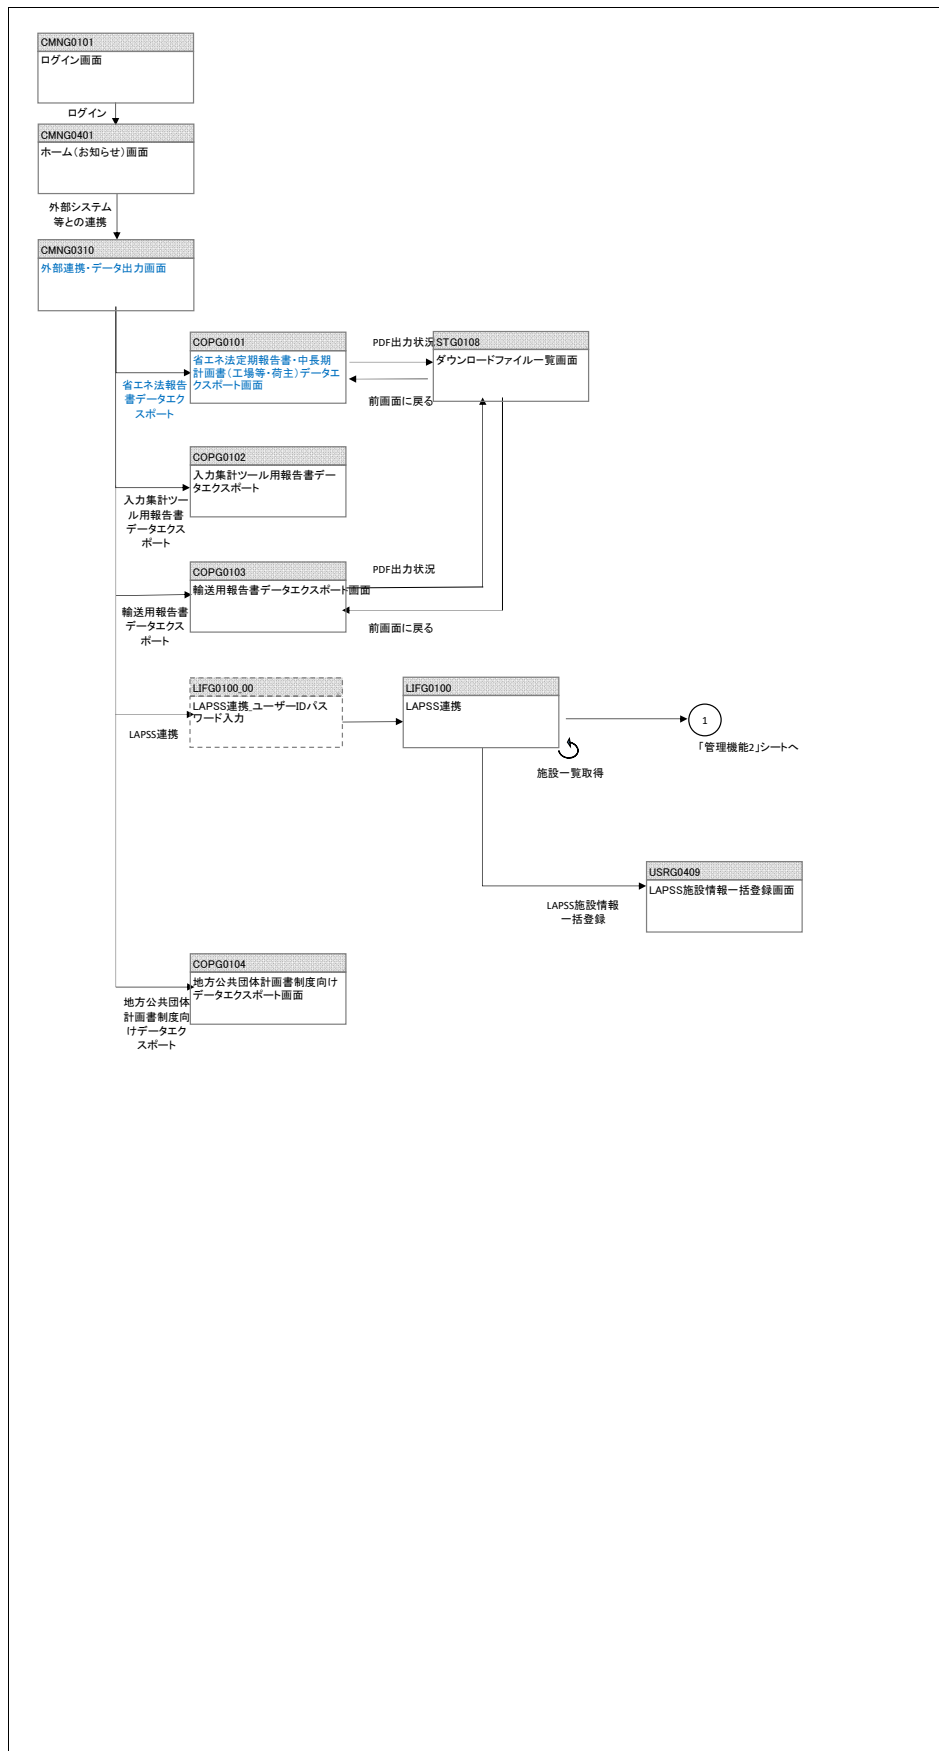 CMNG0101
ログイン画面
ログイン
CMNG0401
ホーム(お知らせ)画面
外部システム
等との連携
CMNG0310
外部連携・データ出力画面
COPG0101
省エネ法定期報告書・中長期
計画書(工場等・荷主)データエ
クスポート画面
省エネ法報告
書データエク
スポート
PDF出力状況
前画面に戻る
STG0108
ダウンロードファイル一覧画面
COPG0102
入力集計ツール用報告書デー
タエクスポート
入力集計ツー
ル用報告書
データエクス
ポート
COPG0103
輸送用報告書データエクスポート画面
輸送用報告書
データエクス
ポート
PDF出力状況
前画面に戻る
LIFG0100_00
LAPSS連携_ユーザーIDパス
ワード入力
LAPSS連携
LIFG0100
LAPSS連携
施設一覧取得
1
「管理機能2」シートへ
USRG0409
LAPSS施設情報一括登録画面
LAPSS施設情報
一括登録
COPG0104
地方公共団体計画書制度向け
データエクスポート画面
地方公共団体
計画書制度向
けデータエク
スポート